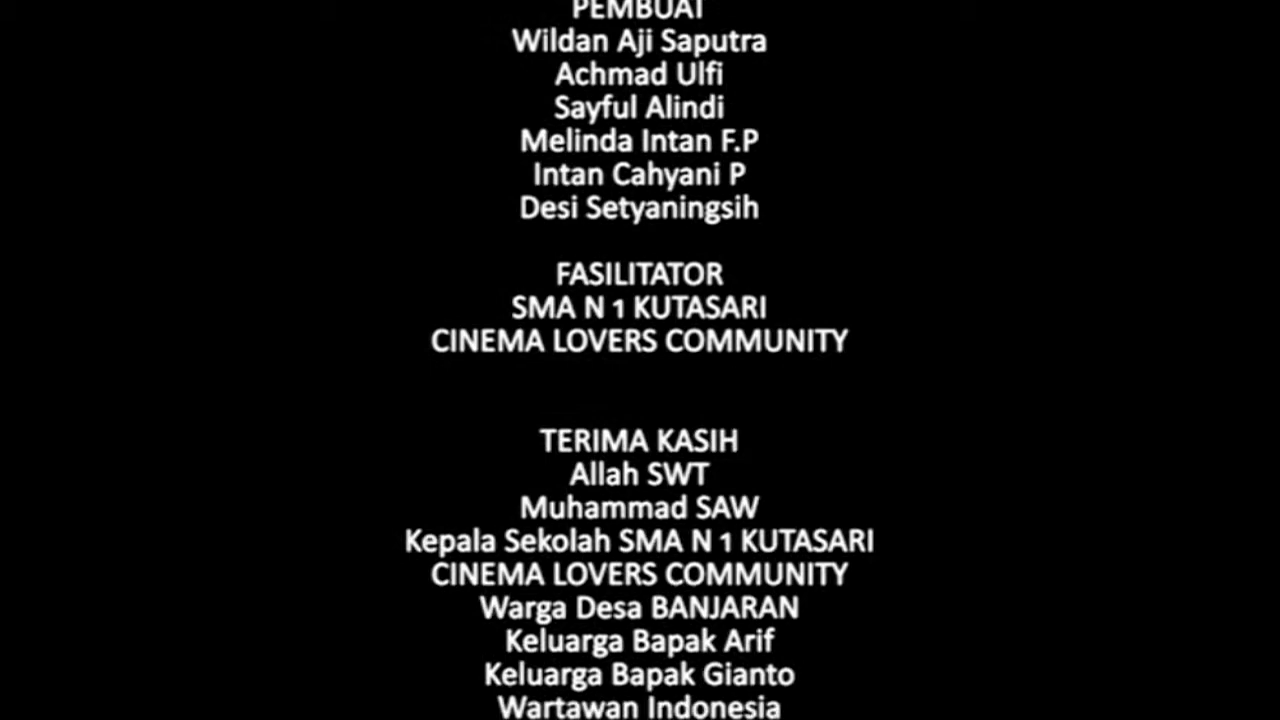 PEMBUAT
Wildan Aji Saputra
Achmad Ulfi
Sayful Alindi
Melinda Intan F.P
Intan Cahyani P
Desi Setyaningsih
FASILITATOR
SMA N 1 KUTASARI
CINEMA LOVERS COMMUNITY
TERIMA KASIH
Allah SWT
Muhammad SAW
Kepala Sekolah SMA N 1 KUTASARI
CINEMA LOVERS COMMUNITY
Warga Desa BANJARAN
Keluarga Bapak Arif
Keluarga Bapak Gianto
Wartawan Indonesia